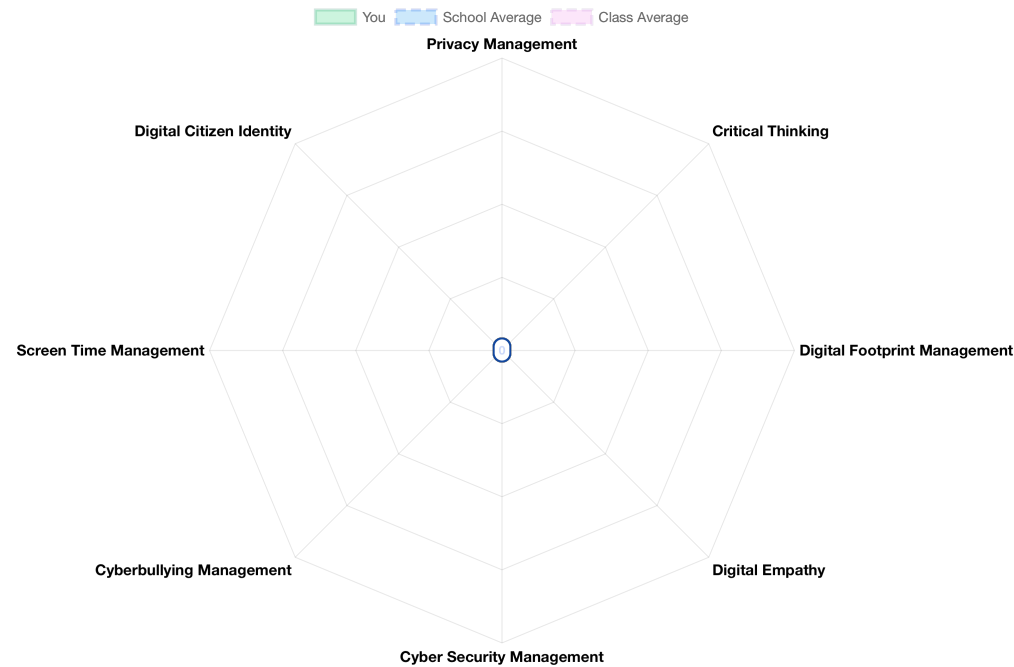 You School Average Class Average
Privacy Management
Digital Citizen Identity Critical Thinking
Screen Time Management 0 Digital Footprint Management
Cyberbullying Management Digital Empathy
Cyber Security Management